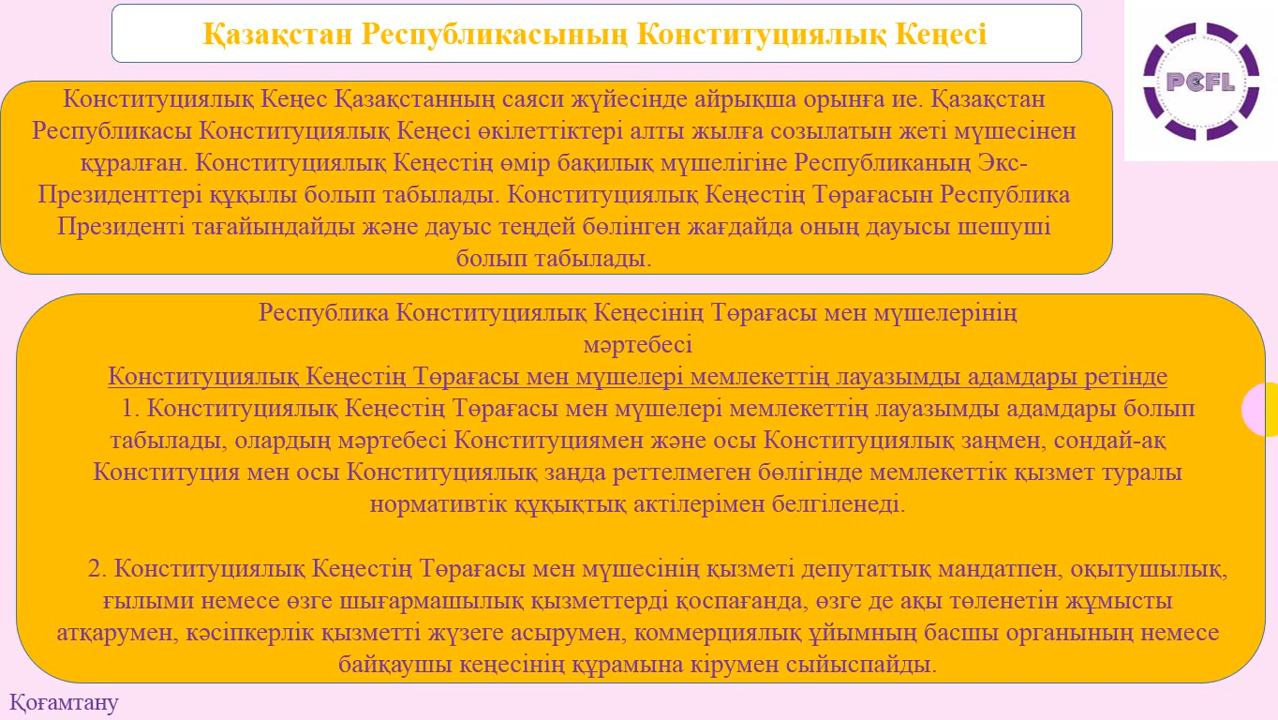 Қазақстан Республикасының Конституциялық Кеңесі
PCFL
Конституциялық Кеңес Қазақстанның саяси жүйесінде айрықша орынға ие. Қазақстан
Республикасы Конституциялық Кеңесі өкілеттіктері алты жылға созылатын жеті мүшесінен
құралған. Конституциялық Кеңестің өмір бақилық мүшелігіне Республиканың Экс-
Президенттері құқылы болып табылады. Конституциялық Кеңестің Төрағасын Республика
Президенті тағайындайды және дауыс теңдей бөлінген жағдайда оның дауысы шешуші
болып табылады.
Республика Конституциялық Кеңесінің Төрағасы мен мүшелерінің
мәртебесі
Конституциялық Кеңестің Төрағасы мен мүшелері мемлекеттің лауазымды адамдары ретінде
1. Конституциялық Кеңестің Төрағасы мен мүшелері мемлекеттің лауазымды адамдары болып
табылады, олардың мәртебесі Конституциямен және осы Конституциялық заңмен, сондай-ақ
Конституция мен осы Конституциялық заңда реттелмеген бөлігінде мемлекеттік қызмет туралы
нормативтік құқықтық актілерімен белгіленеді.
2. Конституциялық Кеңестің Төрағасы мен мүшесінің қызметі депутаттық мандатпен, оқытушылық,
ғылыми немесе өзге шығармашылық қызметтерді қоспағанда, өзге де ақы төленетін жұмысты
атқарумен, кәсіпкерлік қызметті жүзеге асырумен, коммерциялық ұйымның басшы органының немесе
байқаушы кеңесінің құрамына кірумен сыйыспайды.
Қоғамтану